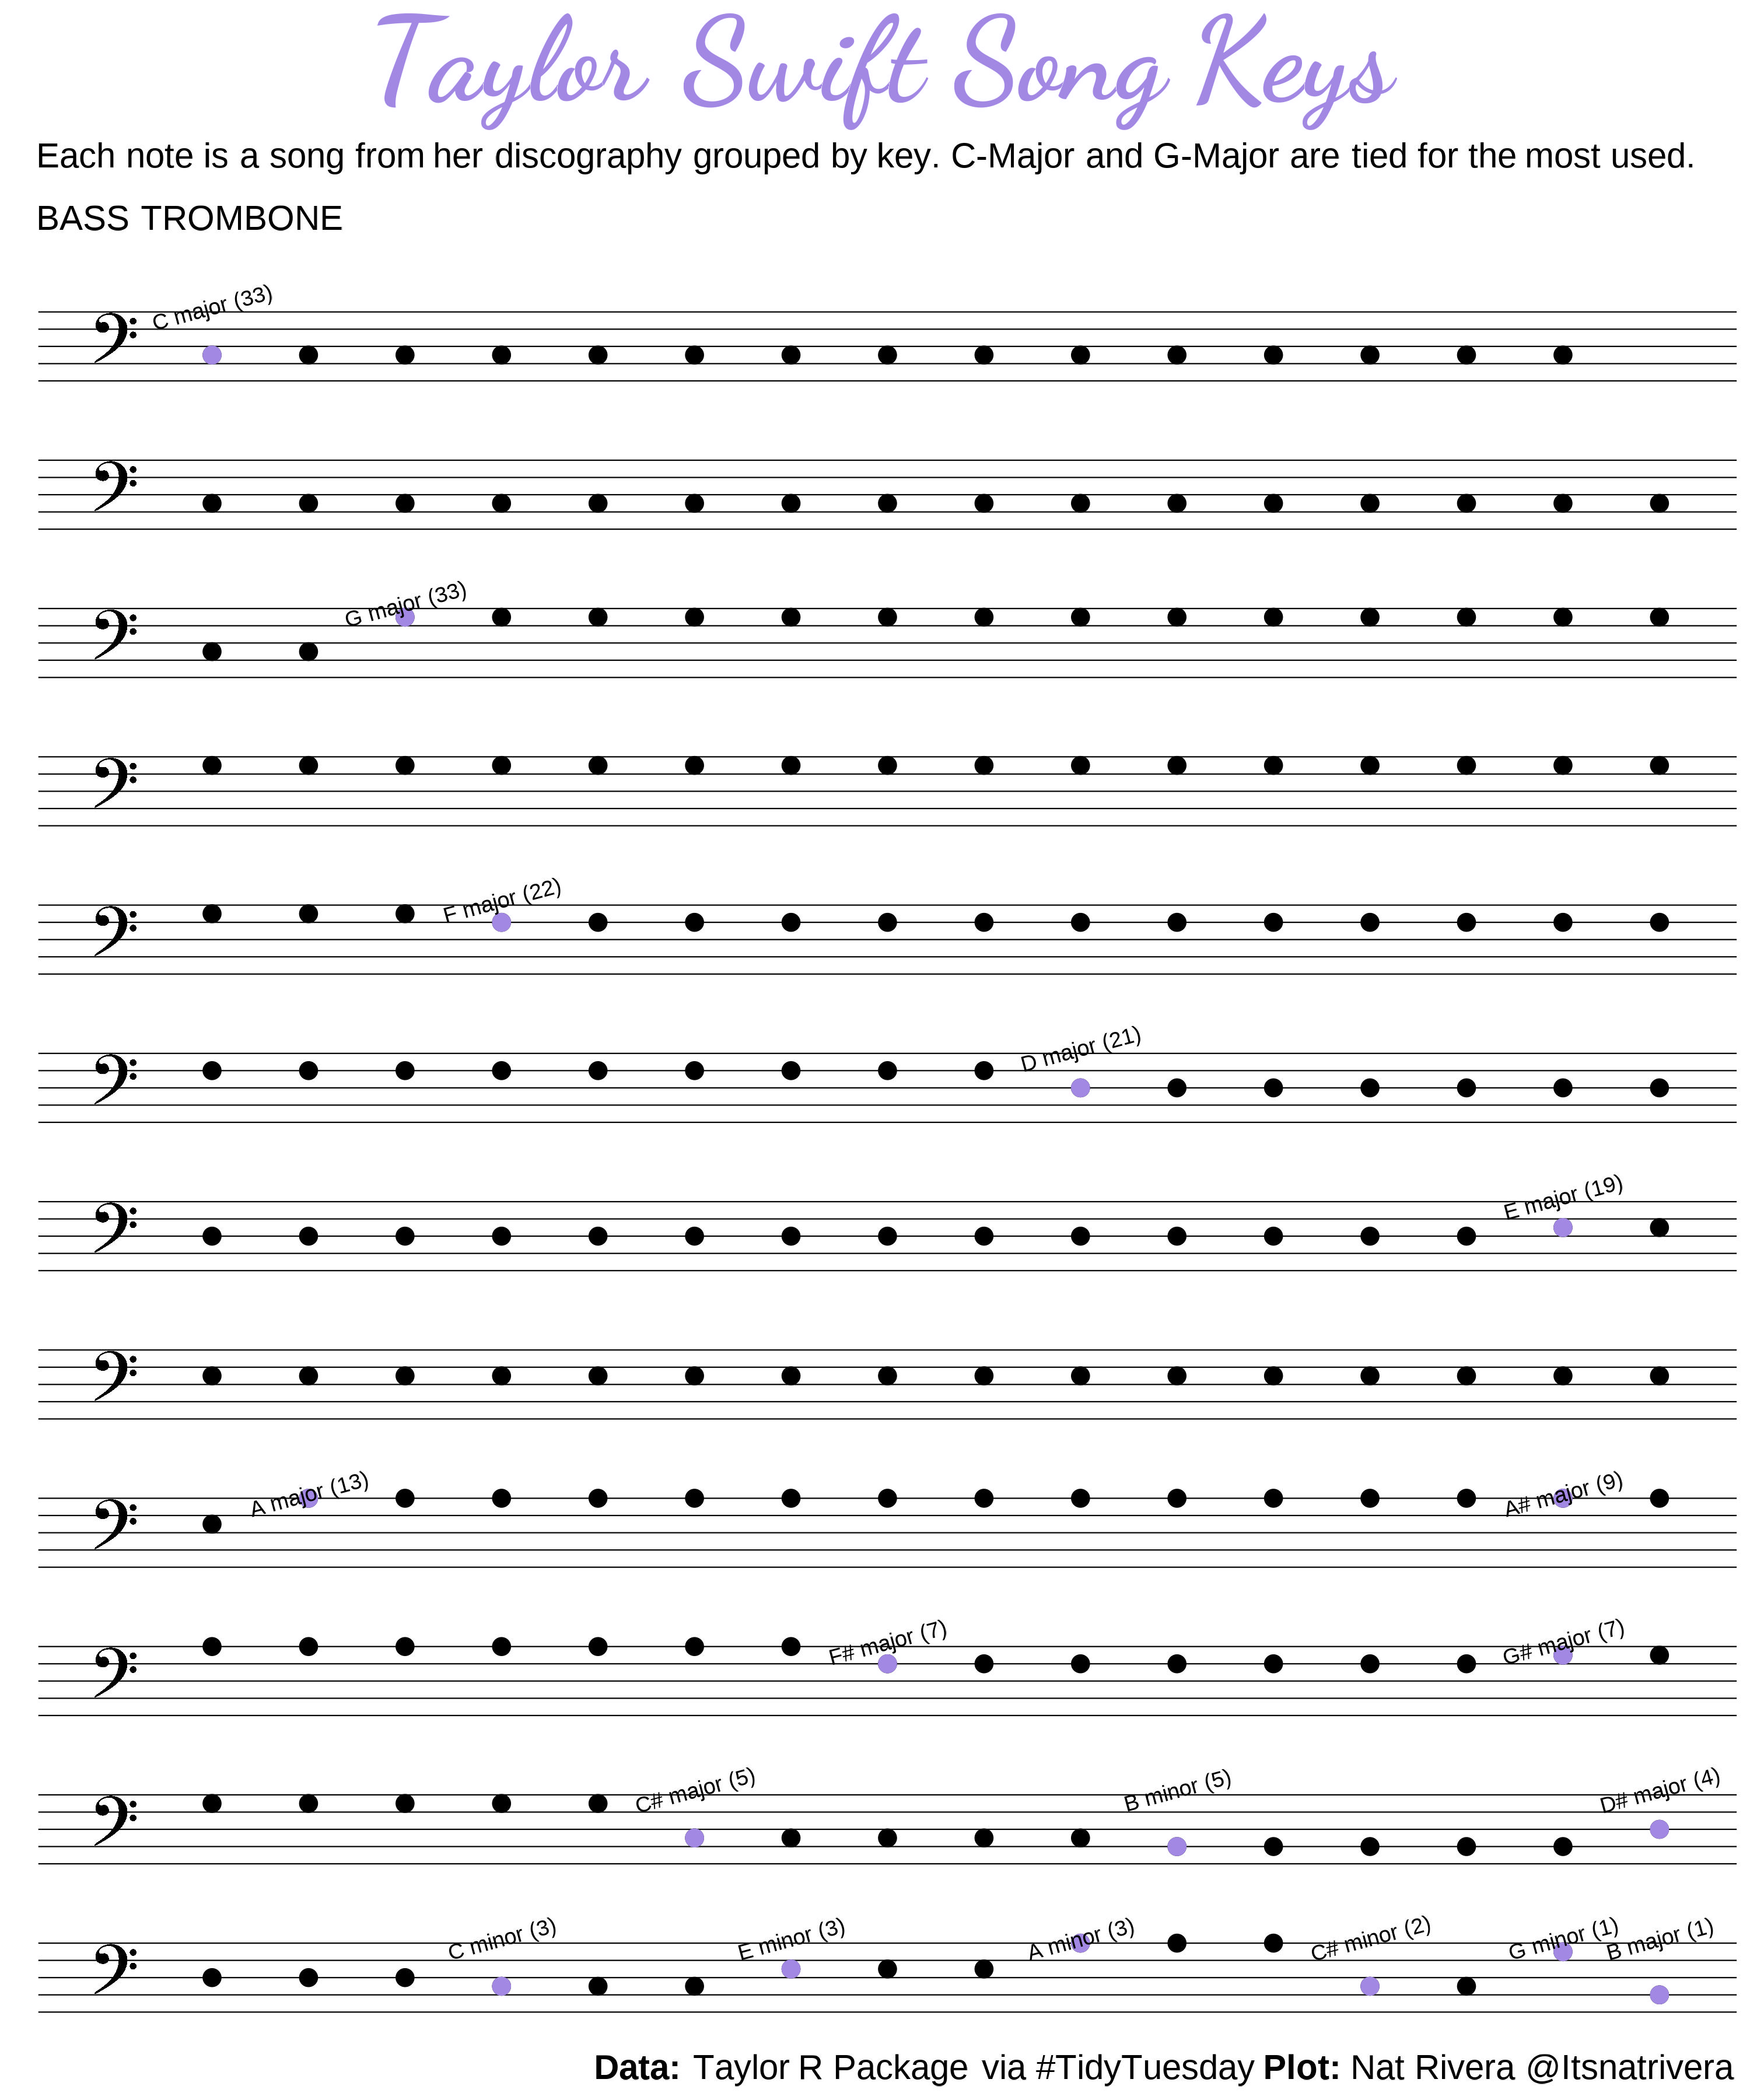 Taylor Swift Song Keys
Each note is a song from her discography grouped by key. C-Major and G-Major are tied for the most used.
BASS TROMBONE
C major (33)
G major (33)
F major (22)
D major (21)
E major (19)
A major (13)
A# major (9)
F# major (7)
G# major (7)
C# major (5)
B minor (5)
D# major (4)
C minor (3)
E minor (3)
A minor (3)
C# minor (2)
G minor (1)
B major (1)
Data: Taylor R Package via #TidyTuesday Plot: Nat Rivera @Itsnatrivera